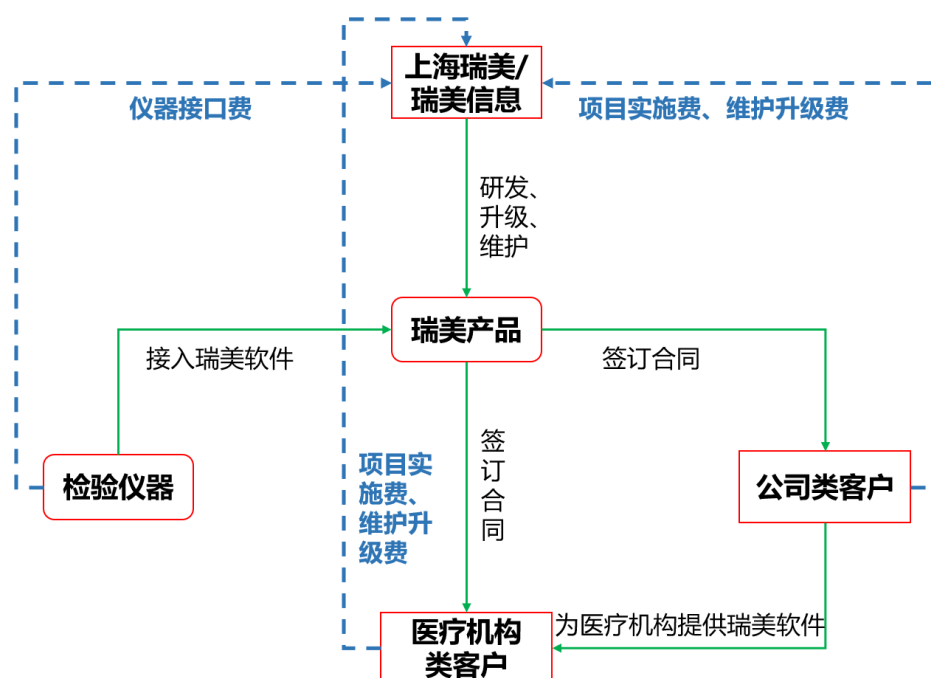 上海瑞美/
瑞美信息
仪器接口费
项目实施费、维护升级费
研发、
升级、
维护
瑞美产品
接入瑞美软件
签订合同
签
订
合
同
项目实
施费、
维护升
级费
检验仪器
公司类客户
为医疗机构提供瑞美软件
医疗机构
类客户